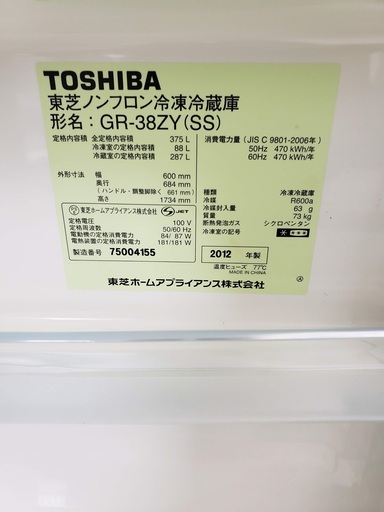 TOSHIBA
東芝ノンフロン冷凍冷蔵庫
形名：GR-38ZY(SS)
定格内容積 全定格内容積 375 L
冷凍室の定格内容積 88 L
冷蔵室の定格内容積 287 L
消費電力量 (JIS C 9801-2006年)
50Hz 470 kWh/年
60Hz 470 kWh/年
外形寸法 幅 600 mm
奥行 684 mm
(ハンドル・調整脚除く 661 mm)
高さ 1734 mm
種類 冷凍冷蔵庫
冷媒 R600a
冷媒封入量 63 g
質量 73 kg
断熱発泡ガス シクロペンタン
冷凍室の記号
東芝ホームアプライアンス株式会社 JET
定格電圧 100 V
定格周波数 50/60 Hz
電動機の定格消費電力 84/ 87 W
電熱装置の定格消費電力 181/181 W
製造番号 75004155
2012 年製
温度ヒューズ 77℃
MADE IN CHINA
東芝ホームアプライアンス株式会社
Ⓐ